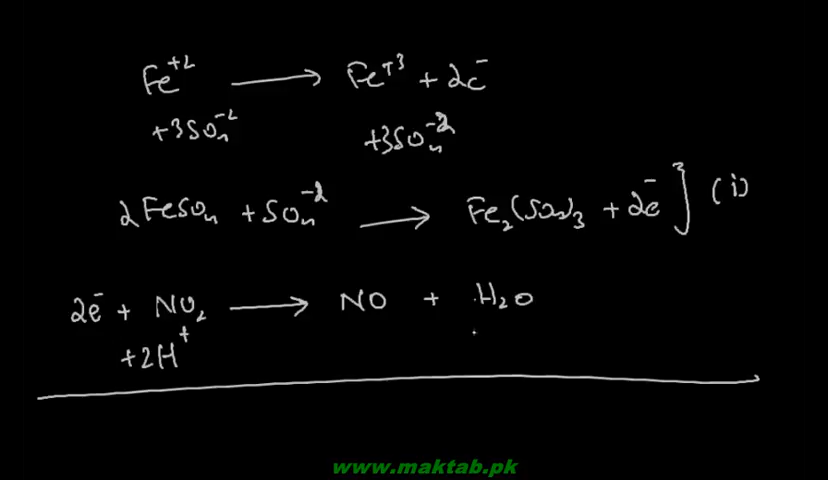 Fe⁺² → Fe⁺³ + 2e⁻
+3SO₄⁻² +3SO₄⁻²
2FeSO₄ + SO₄⁻² → Fe₂(SO₄)₃ + 2e⁻ ] (i)
2e⁻ + NO₂ → NO + H₂O
+2H⁺
www.maktab.pk